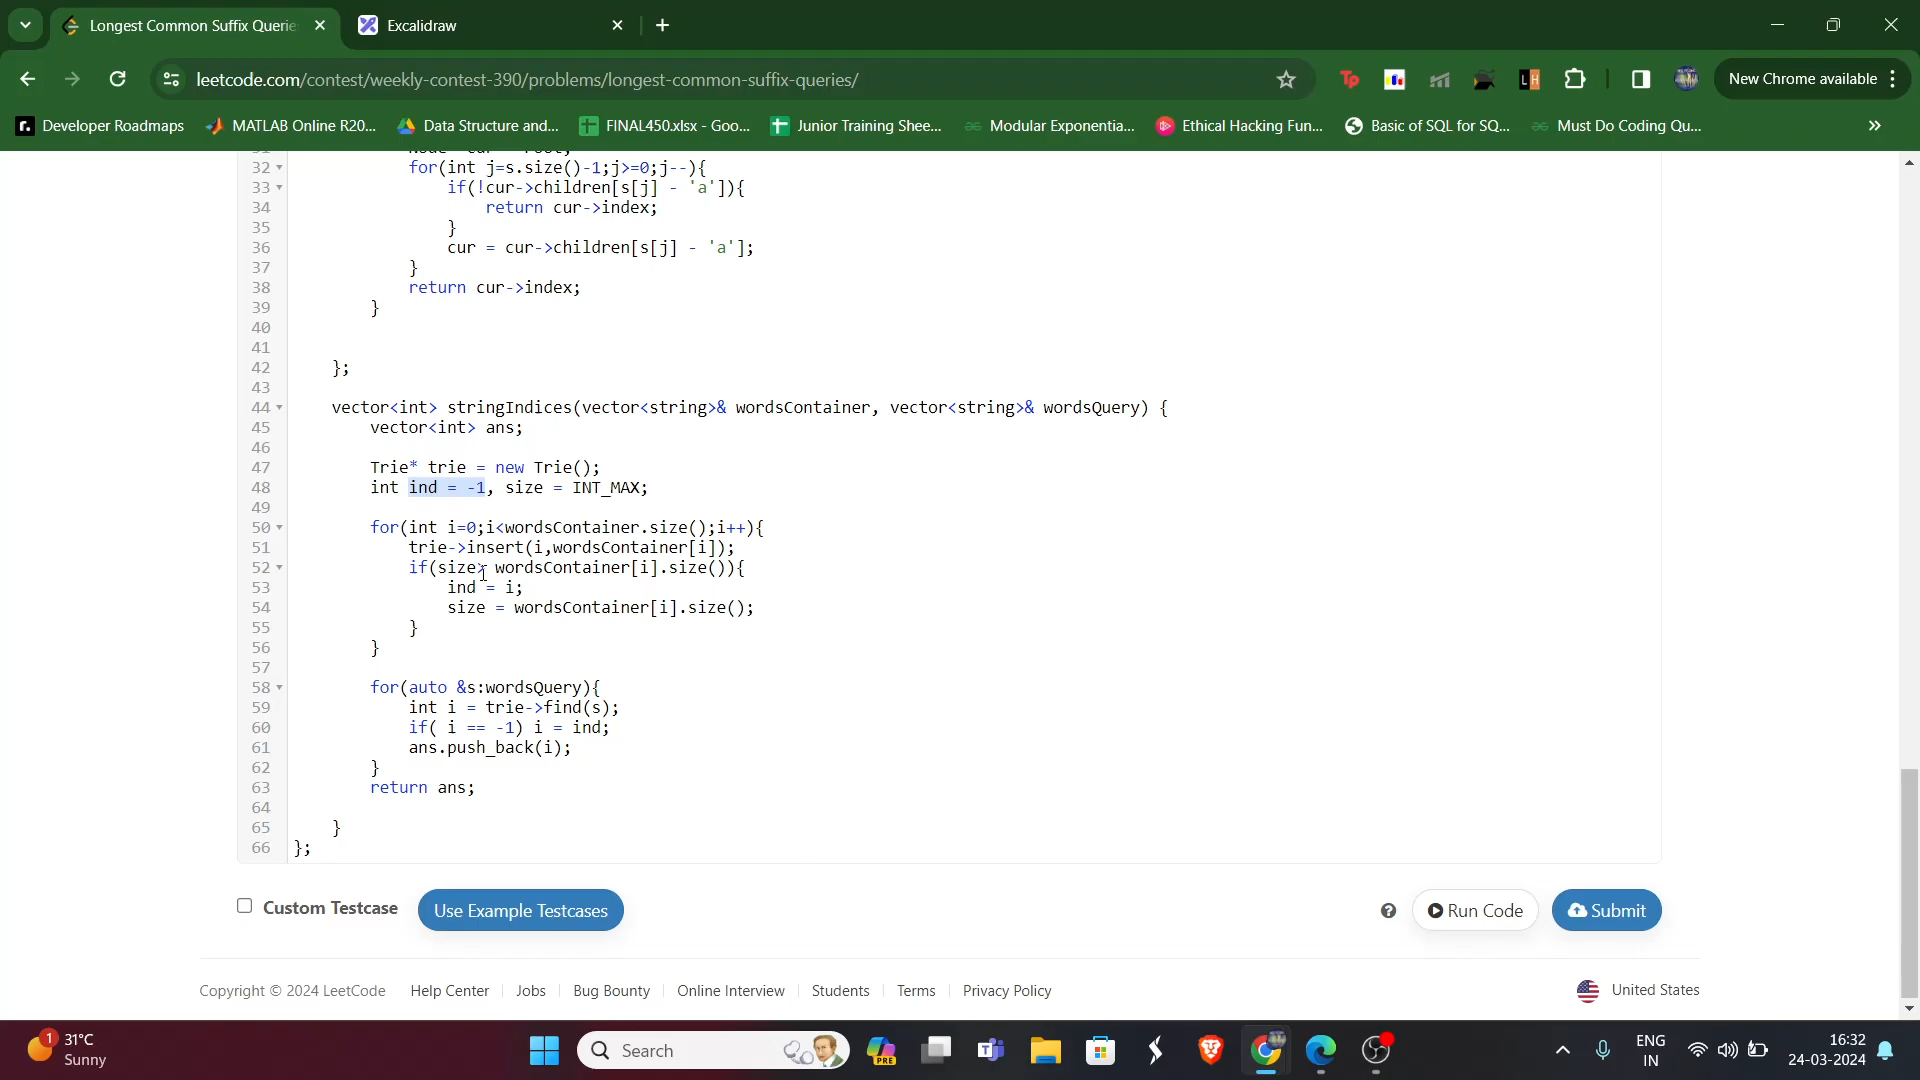 Longest Common Suffix Querie
Excalidraw
leetcode.com/contest/weekly-contest-390/problems/longest-common-suffix-queries/
New Chrome available
Developer Roadmaps
MATLAB Online R20...
Data Structure and...
FINAL450.xlsx - Goo...
Junior Training Shee...
Modular Exponentia...
Ethical Hacking Fun...
Basic of SQL for SQ...
Must Do Coding Qu...
32 for(int j=s.size()-1;j>=0;j--){
33 if(!cur->children[s[j] - 'a']){
34 return cur->index;
35 }
36 cur = cur->children[s[j] - 'a'];
37 }
38 return cur->index;
39 }
40
41
42 };
43
44 vector<int> stringIndices(vector<string>& wordsContainer, vector<string>& wordsQuery) {
45 vector<int> ans;
46
47 Trie* trie = new Trie();
48 int ind = -1, size = INT_MAX;
49
50 for(int i=0;i<wordsContainer.size();i++){
51 trie->insert(i,wordsContainer[i]);
52 if(size> wordsContainer[i].size()){
53 ind = i;
54 size = wordsContainer[i].size();
55 }
56 }
57
58 for(auto &s:wordsQuery){
59 int i = trie->find(s);
60 if( i == -1) i = ind;
61 ans.push_back(i);
62 }
63 return ans;
64
65 }
66 };
Custom Testcase
Use Example Testcases
Run Code
Submit
Copyright © 2024 LeetCode
Help Center
Jobs
Bug Bounty
Online Interview
Students
Terms
Privacy Policy
United States
1
31°C
Sunny
Search
PRE
ENG
IN
16:32
24-03-2024